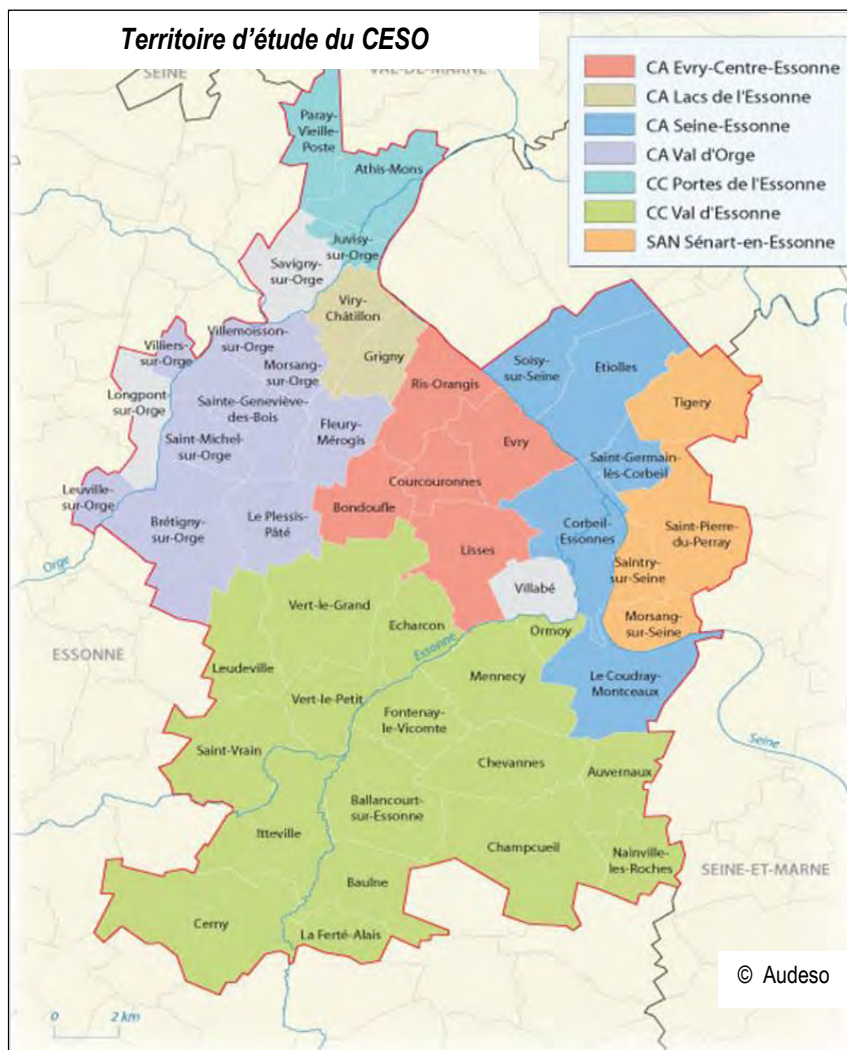 Territoire d'étude du CESO
SEINE
VAL-DE-MARNE
CA Evry-Centre-Essonne
CA Lacs de l'Essonne
CA Seine-Essonne
CA Val d'Orge
CC Portes de l'Essonne
CC Val d'Essonne
SAN Sénart-en-Essonne
Paray-
Vieille-
Poste
Athis-Mons
Juvisy-
sur-Orge
Savigny-
sur-Orge
Viry-
Châtillon
Grigny
Villiers-
sur-Orge
Villemoisson-
sur-Orge
Morsang-
sur-Orge
Longpont-
sur-Orge
Sainte-Geneviève-
des-Bois
Saint-Michel-
sur-Orge
Fleury-
Mérogis
Ris-Orangis
Soisy-
sur-Seine
Etiolles
Tigery
Evry
Saint-Germain-
lès-Corbeil
Courcouronnes
Leuville-
sur-Orge
Brétigny-
sur-Orge
Le Plessis-
Pâté
Bondoufle
Corbeil-
Essonnes
Saint-Pierre-
du-Perray
Lisses
Saintry-
sur-Seine
Orge
Villabé
Vert-le-Grand
Echarcon
Essonne
Ormoy
Morsang-
sur-Seine
ESSONNE
Leudeville
Mennecy
Le Coudray-
Montceaux
Vert-le-Petit
Fontenay-
le-Vicomte
Seine
Saint-Vrain
Chevannes
Auvernaux
Ballancourt-
sur-Essonne
Itteville
Champcueil
Nainville-
les-Roches
SEINE-ET-MARNE
Baulne
Cerny
La Ferté-Alais
© Audeso
0 2 km